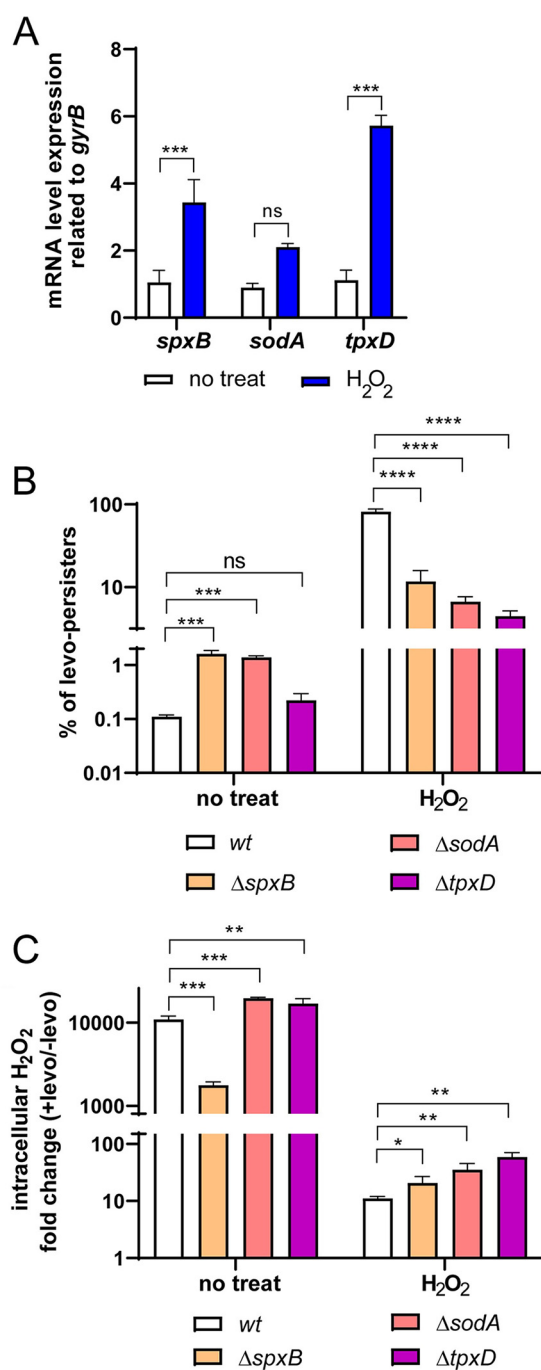 A
mRNA level expression
related to gyrB
8
6
4
2
0
***
ns
***
spxB sodA tpxD
no treat H₂O₂
B
% of levo-persisters
100
10
1
0.1
0.01
ns
***
***
****
****
****
no treat H₂O₂
wt ΔsodA
ΔspxB ΔtpxD
C
intracellular H₂O₂
fold change (+levo/-levo)
10000
1000
100
10
1
**
***
***
**
**
*
no treat H₂O₂
wt ΔsodA
ΔspxB ΔtpxD